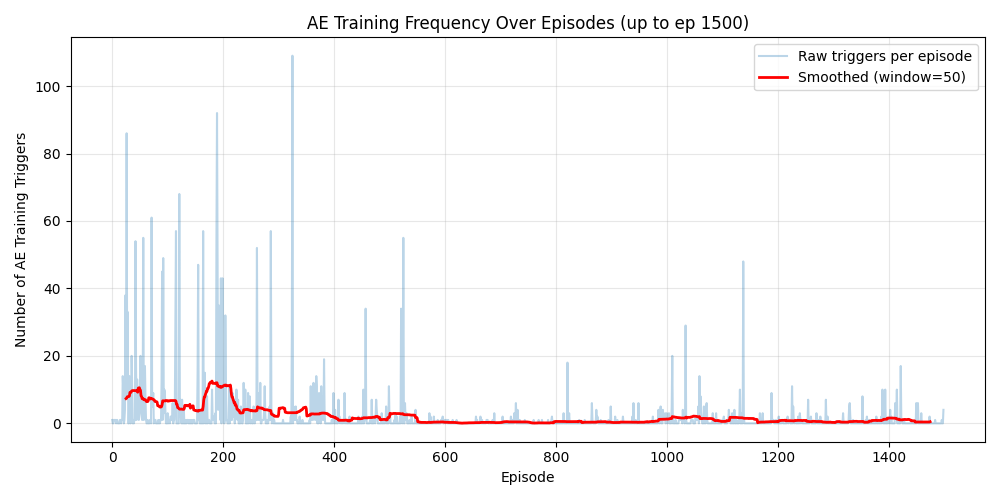 AE Training Frequency Over Episodes (up to ep 1500)
Raw triggers per episode
Smoothed (window=50)
Number of AE Training Triggers
100
80
60
40
20
0
0 200 400 600 800 1000 1200 1400
Episode